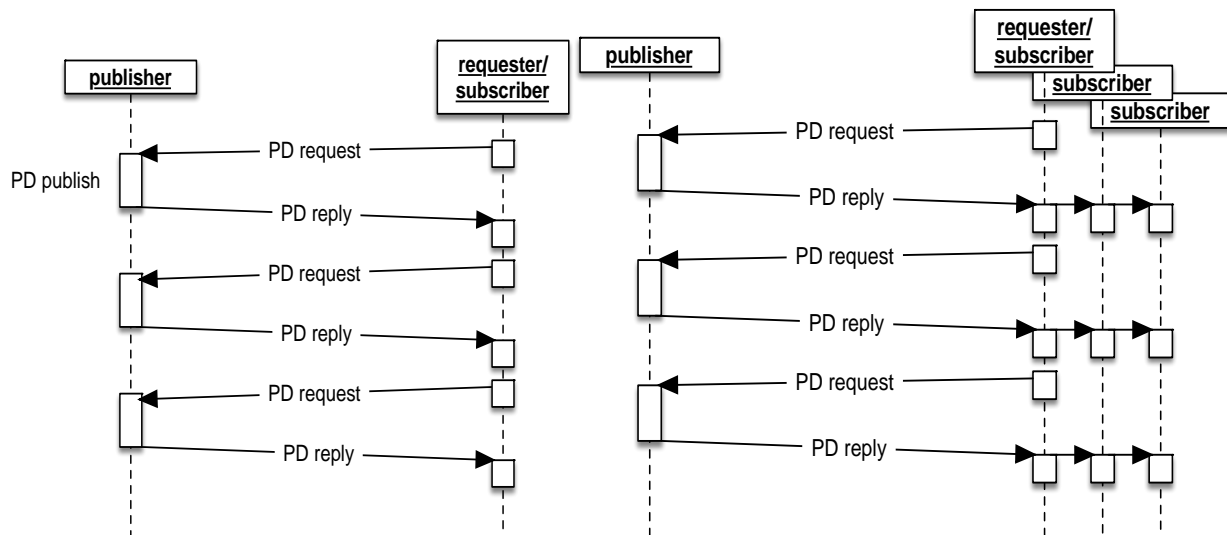 publisher
requester/
subscriber
PD request
PD publish
PD reply
PD request
PD reply
PD request
PD reply
publisher
requester/
subscriber
subscriber
subscriber
PD request
PD reply
PD request
PD reply
PD request
PD reply